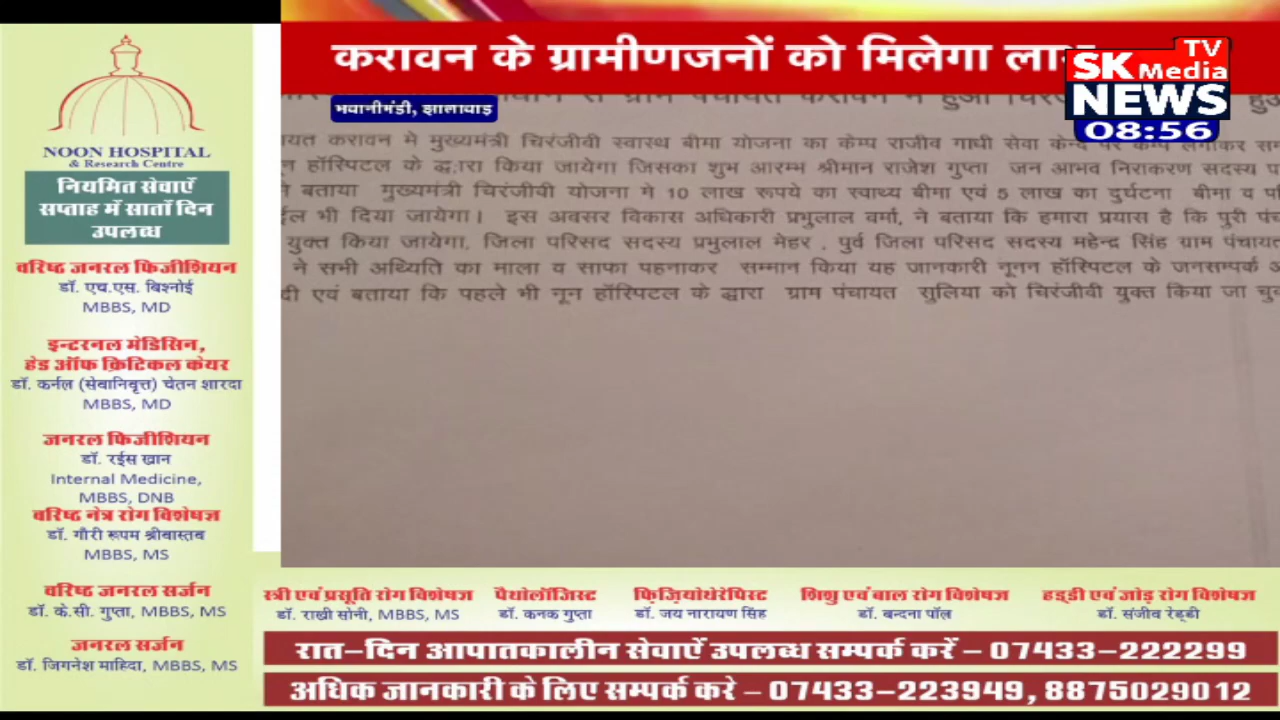 करावन के ग्रामीणजनों को मिलेगा
SK
TV
Media
NEWS
08:56
भवानीमंडी, झालावाड़
ग्राम पंचायत करावन में हुआ
यत करावन मे मुख्यमंत्री चिरंजीवी स्वास्थ बीमा योजना का केम्प राजीव गाधी सेवा केन्द पर कम्प लगाकर
हॉस्पिटल के द्ध:ारा किया जायेगा जिसका शुभ आरम्भ श्रीमान राजेश गुप्ता जन आभव निराकरण सदस्य
ने बताया मुख्यमंत्री चिरंजीवी योजना मे 10 लाख रूपये का स्वाध्य बीमा एवं 5 लाख का दुर्घटना बीमा व
भी दिया जायेगा। इस अवसर विकास अधिकारी प्रभुलाल वर्मा, ने बताया कि हमारा प्रयास है कि पुरी
युक्त किया जायेगा, जिला परिसद सदस्य प्रभुलाल मेहर , पुर्व जिला परिसद सदस्य महेन्द्र सिंह ग्राम पंचायत
ने सभी अथ्यिति का माला व साफा पहनाकर सम्मान किया यह जानकारी नूनन हॉस्पिटल के जनसम्पर्क
दी एवं बताया कि पहले भी नून हॉस्पिटल के द्वारा ग्राम पंचायत सुलिया को चिरंजीवी युक्त किया जा
NOON HOSPITAL
& Research Centre
नियमित सेवाऐं
सप्ताह में सातों दिन
उपलब्ध
वरिष्ठ जनरल फिजीशियन
डॉ. एच.एस. बिश्नोई
MBBS, MD
इन्टरनल मेडिसिन,
हेड ऑफ क्रिटिकल केयर
डॉ. कर्नल (सेवानिवृत्त) चेतन शारदा
MBBS, MD
जनरल फिजीशियन
डॉ. रईस खान
Internal Medicine,
MBBS, DNB
वरिष्ठ नेत्र रोग विशेषज्ञ
डॉ. गौरी रूपम श्रीवास्तव
MBBS, MS
वरिष्ठ जनरल सर्जन
डॉ. के.सी. गुप्ता, MBBS, MS
जनरल सर्जन
डॉ. जिगनेश माहिदा, MBBS, MS
स्त्री एवं प्रसूति रोग विशेषज्ञ
डॉ. राखी सोनी, MBBS, MS
पैथोलॉजिस्ट
डॉ. कनक गुप्ता
फ़िज़ियोथेरेपिस्ट
डॉ. जय नारायण सिंह
शिशु एवं बाल रोग विशेषज्ञ
डॉ. बन्दना पॉल
हड्डी एवं जोड़ रोग विशेषज्ञ
डॉ. संजीव रेड्डी
रात-दिन आपातकालीन सेवाऐं उपलब्ध सम्पर्क करें – 07433-222299
अधिक जानकारी के लिए सम्पर्क करे – 07433-223949, 8875029012